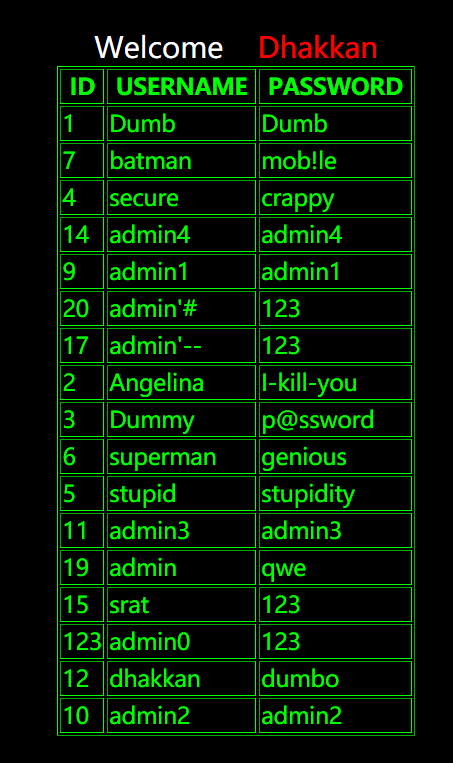 Welcome Dhakkan
ID USERNAME PASSWORD
1 Dumb Dumb
7 batman mob!le
4 secure crappy
14 admin4 admin4
9 admin1 admin1
20 admin'# 123
17 admin'-- 123
2 Angelina I-kill-you
3 Dummy p@ssword
6 superman genious
5 stupid stupidity
11 admin3 admin3
19 admin qwe
15 srat 123
123 admin0 123
12 dhakkan dumbo
10 admin2 admin2